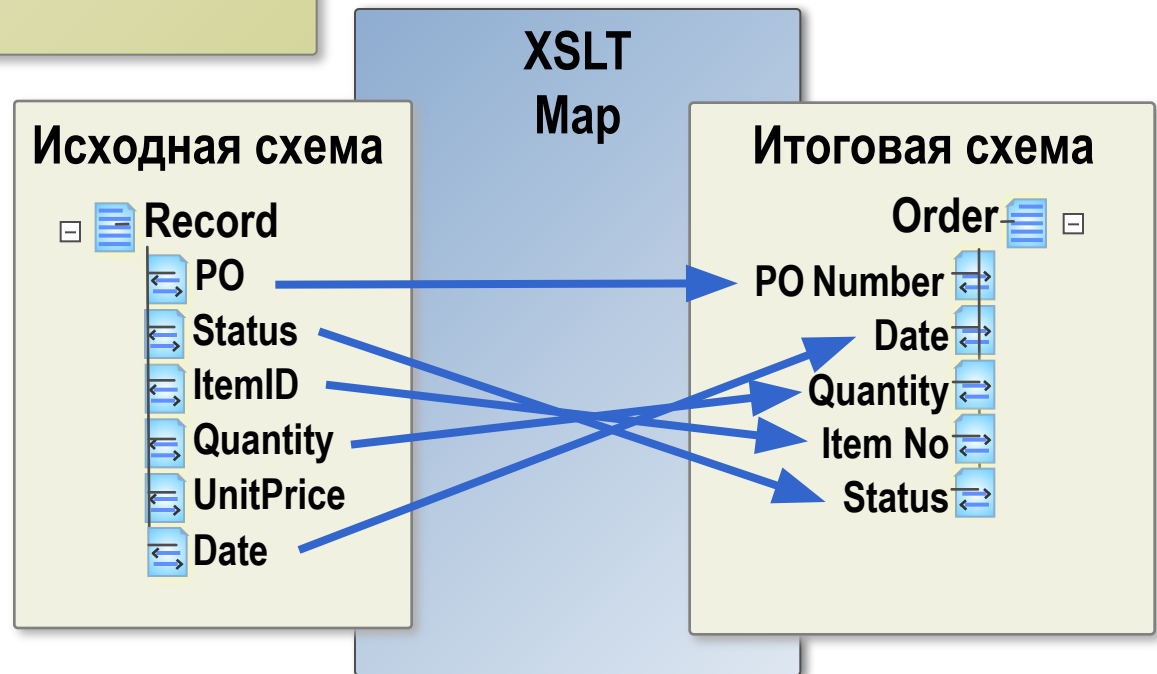 XSLT
Map
Исходная схема
Record
PO
Status
ItemID
Quantity
UnitPrice
Date
Итоговая схема
Order
PO Number
Date
Quantity
Item No
Status